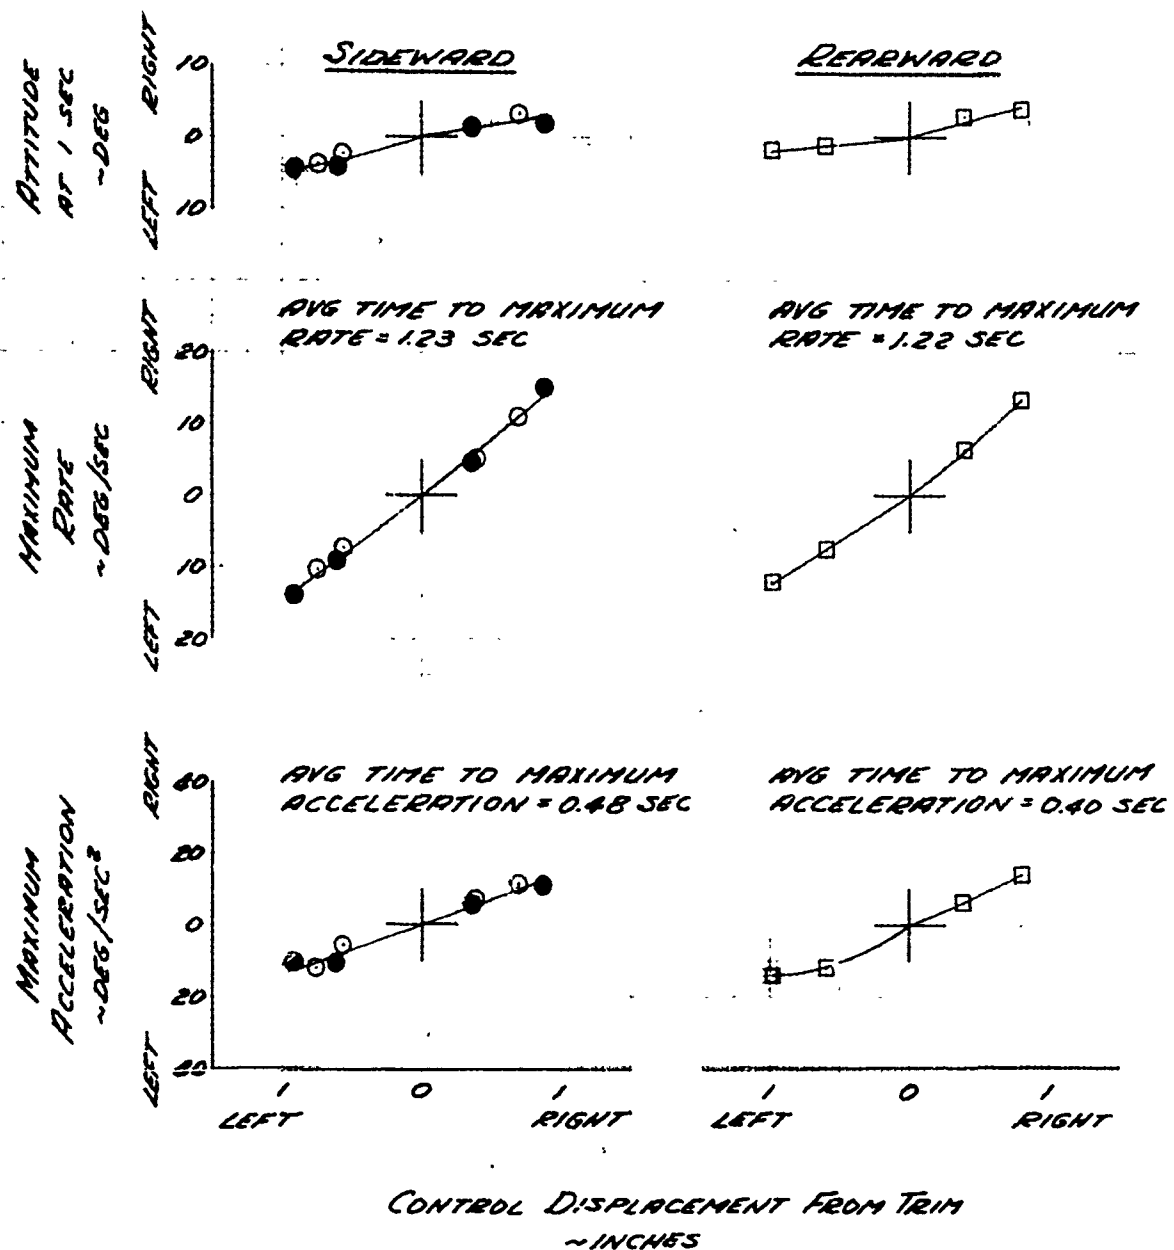 SIDEWARD
REARWARD
ATTITUDE
AT 1 SEC
~DEG
LEFT RIGHT
10
0
10
AVG TIME TO MAXIMUM
RATE = 1.23 SEC
AVG TIME TO MAXIMUM
RATE = 1.22 SEC
MAXIMUM
RATE
~DEG/SEC
LEFT RIGHT
20
10
0
10
20
AVG TIME TO MAXIMUM
ACCELERATION = 0.48 SEC
AVG TIME TO MAXIMUM
ACCELERATION = 0.40 SEC
MAXIMUM
ACCELERATION
~DEG/SEC²
LEFT RIGHT
40
20
0
20
40
1 0 1
LEFT RIGHT
1 0 1
LEFT RIGHT
CONTROL DISPLACEMENT FROM TRIM
~INCHES